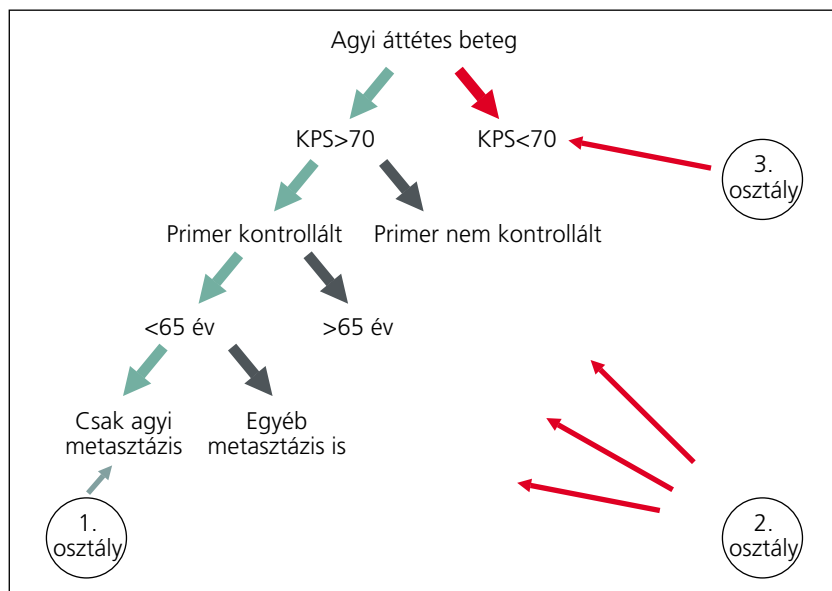 Agyi áttétes beteg
KPS>70
KPS<70
3.
osztály
Primer kontrollált
Primer nem kontrollált
<65 év
>65 év
Csak agyi
metasztázis
Egyéb
metasztázis is
1.
osztály
2.
osztály